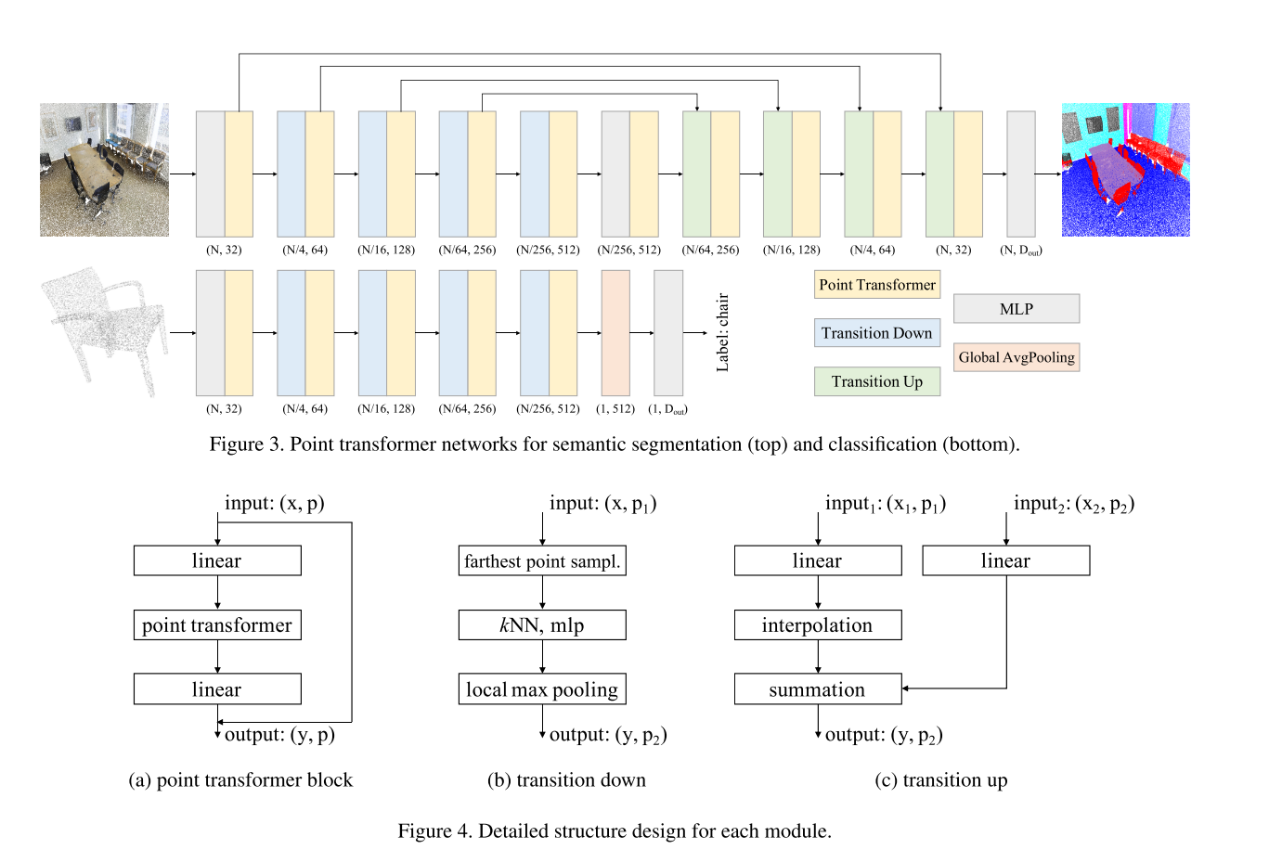 (N, 32) (N/4, 64) (N/16, 128) (N/64, 256) (N/256, 512) (N/256, 512) (N/64, 256) (N/16, 128) (N/4, 64) (N, 32) (N, Dout)
(N, 32) (N/4, 64) (N/16, 128) (N/64, 256) (N/256, 512) (1, 512) (1, Dout)
Label: chair
Point Transformer
Transition Down
Transition Up
MLP
Global AvgPooling
Figure 3. Point transformer networks for semantic segmentation (top) and classification (bottom).
input: (x, p)
linear
point transformer
linear
output: (y, p)
(a) point transformer block
input: (x, p₁)
farthest point sampl.
kNN, mlp
local max pooling
output: (y, p₂)
(b) transition down
input₁: (x₁, p₁)
linear
interpolation
summation
output: (y, p₂)
input₂: (x₂, p₂)
linear
(c) transition up
Figure 4. Detailed structure design for each module.